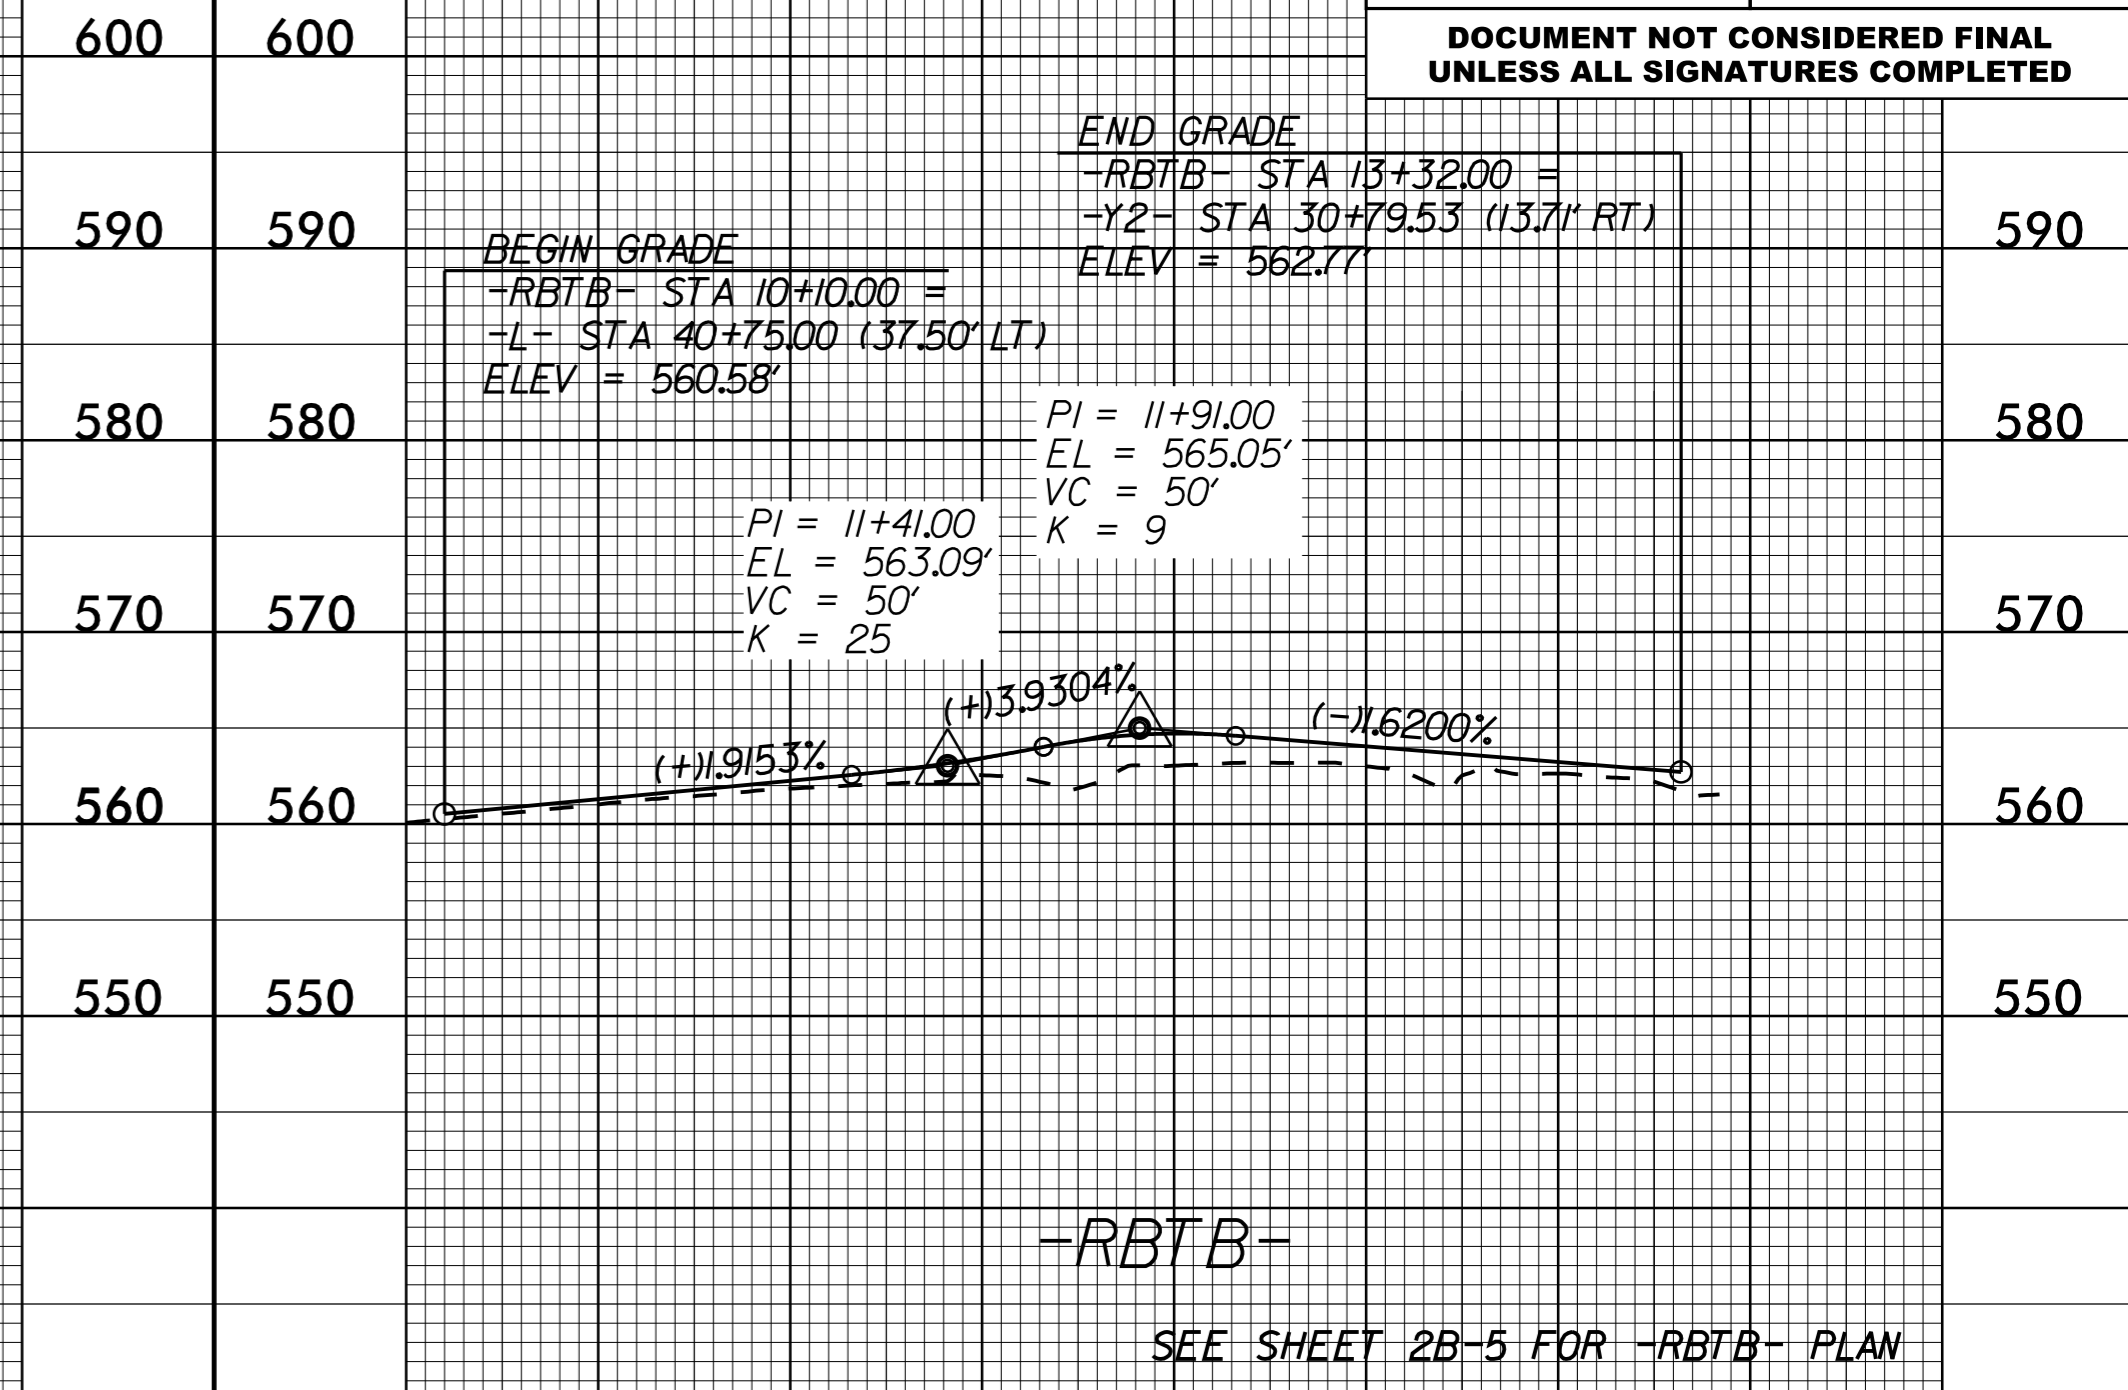 DOCUMENT NOT CONSIDERED FINAL
UNLESS ALL SIGNATURES COMPLETED
600 600
590 590 590
580 580 580
570 570 570
560 560 560
550 550 550
BEGIN GRADE
-RBTB- STA 10+10.00 =
-L- STA 40+75.00 (37.50' LT)
ELEV = 560.58'
END GRADE
-RBTB- STA 13+32.00 =
-Y2- STA 30+79.53 (13.71' RT)
ELEV = 562.77'
PI = 11+41.00
EL = 563.09'
VC = 50'
K = 25
PI = 11+91.00
EL = 565.05'
VC = 50'
K = 9
(+)1.9153%
(+)3.9304%
(-)1.6200%
-RBTB-
SEE SHEET 2B-5 FOR -RBTB- PLAN